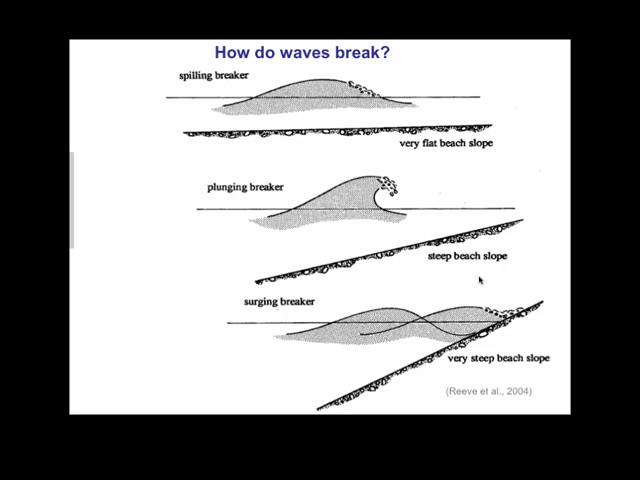 How do waves break?
spilling breaker
very flat beach slope
plunging breaker
steep beach slope
surging breaker
very steep beach slope
(Reeve et al., 2004)